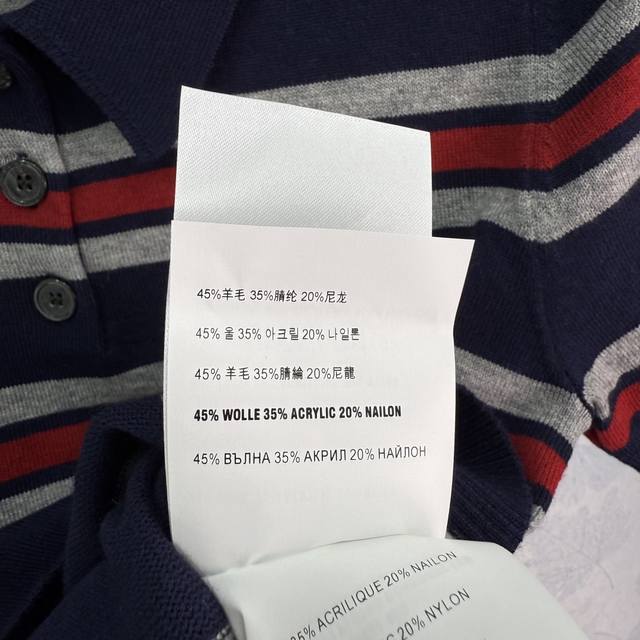 45%羊毛 35%腈纶 20%尼龙
45% 울 35% 아크릴 20% 나일론
45% 羊毛 35%腈綸 20%尼龍
45% WOLLE 35% ACRYLIC 20% NAILON
45% ВЪЛНА 35% АКРИЛ 20% НАЙЛОН
35% ACRILIQUE 20% NAILON
20% NYLON